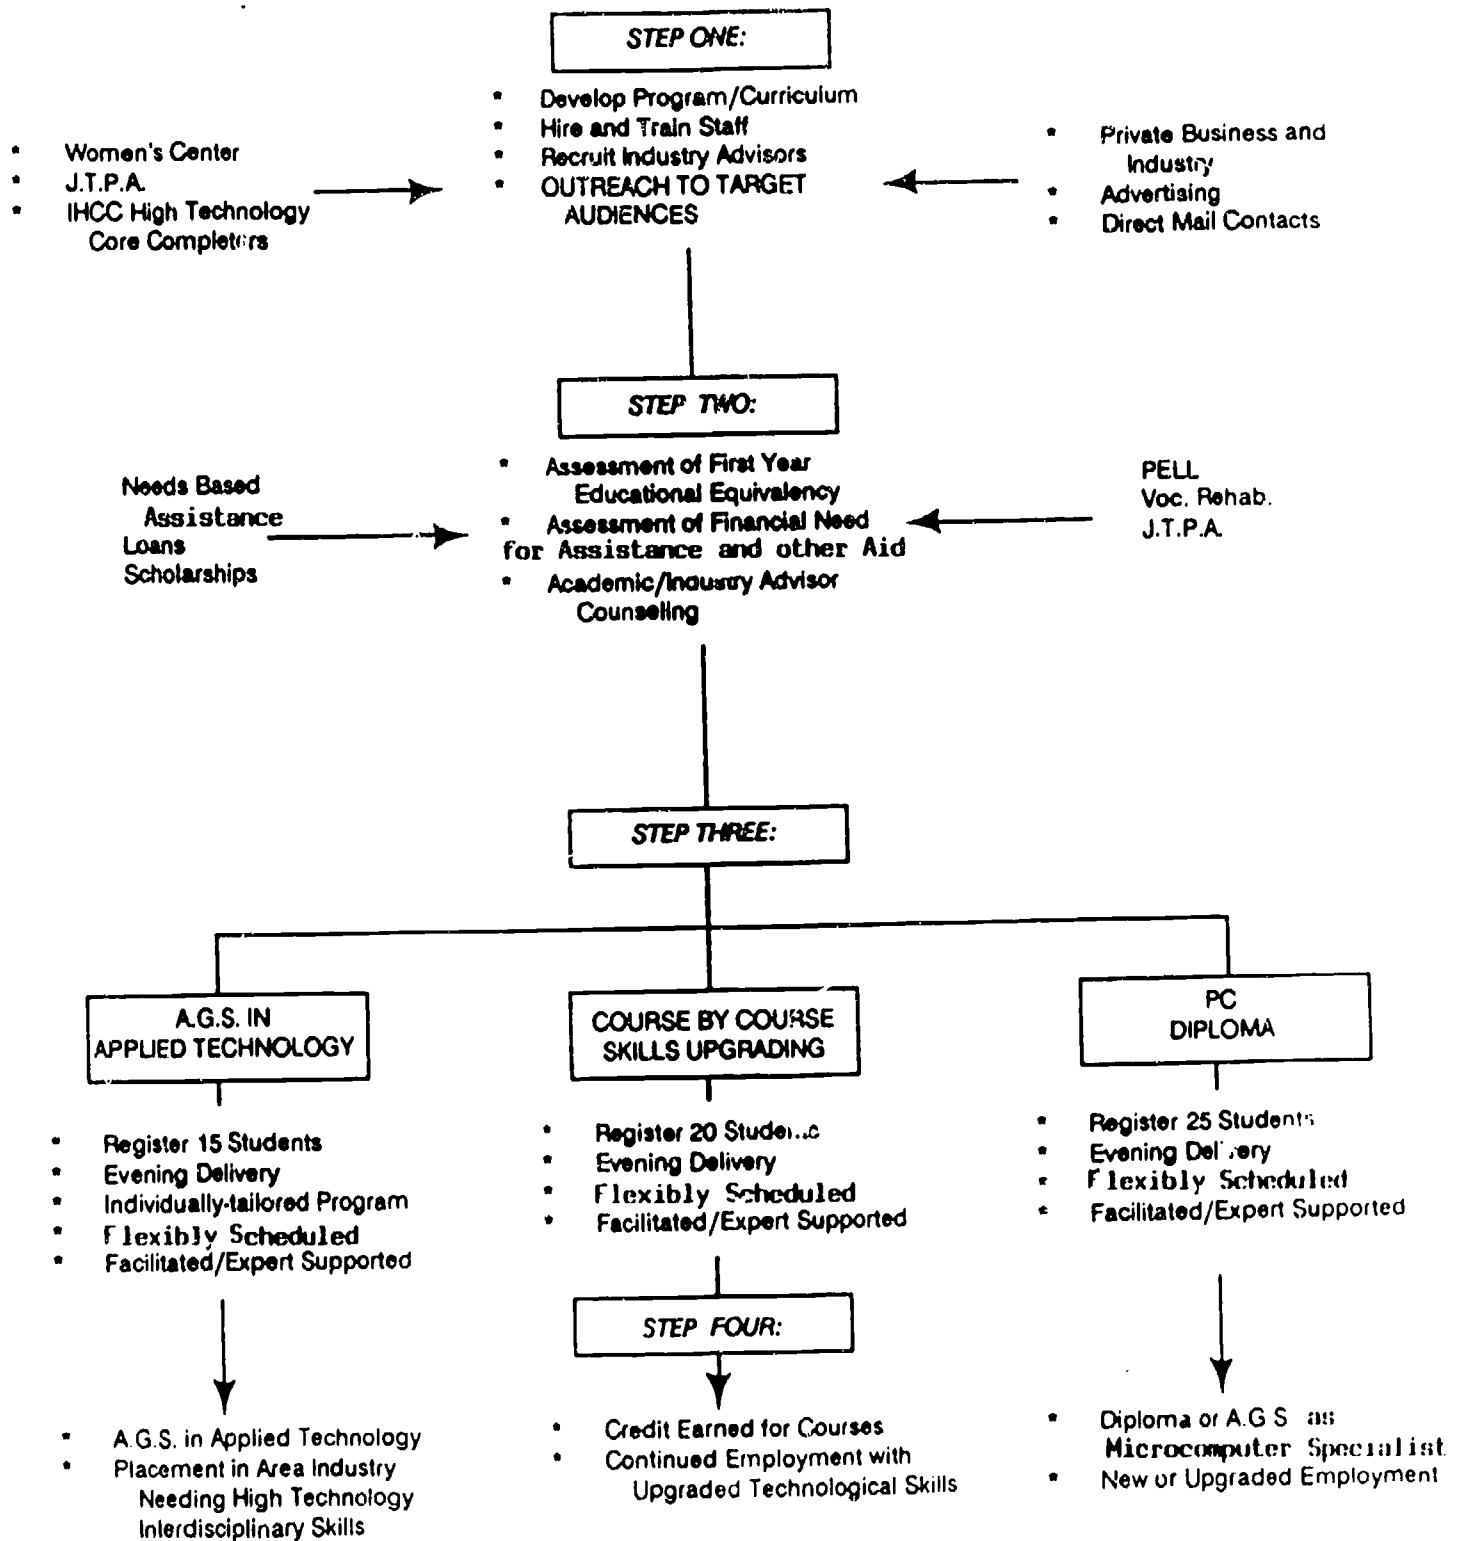 STEP ONE:
* Develop Program/Curriculum
* Hire and Train Staff
* Recruit Industry Advisors
* OUTREACH TO TARGET
AUDIENCES
* Women's Center
* J.T.P.A.
* IHCC High Technology
Core Completers
* Private Business and
Industry
* Advertising
* Direct Mail Contacts
STEP TWO:
* Assessment of First Year
Educational Equivalency
* Assessment of Financial Need
for Assistance and other Aid
* Academic/Industry Advisor
Counseling
Needs Based
Assistance
Loans
Scholarships
PELL
Voc. Rehab.
J.T.P.A.
STEP THREE:
A.G.S. IN
APPLIED TECHNOLOGY
* Register 15 Students
* Evening Delivery
* Individually-tailored Program
* Flexibly Scheduled
* Facilitated/Expert Supported
* A.G.S. in Applied Technology
* Placement in Area Industry
Needing High Technology
Interdisciplinary Skills
COURSE BY COURSE
SKILLS UPGRADING
* Register 20 Students
* Evening Delivery
* Flexibly Scheduled
* Facilitated/Expert Supported
STEP FOUR:
* Credit Earned for Courses
* Continued Employment with
Upgraded Technological Skills
PC
DIPLOMA
* Register 25 Students
* Evening Delivery
* Flexibly Scheduled
* Facilitated/Expert Supported
* Diploma or A.G.S as
Microcomputer Specialist
* New or Upgraded Employment